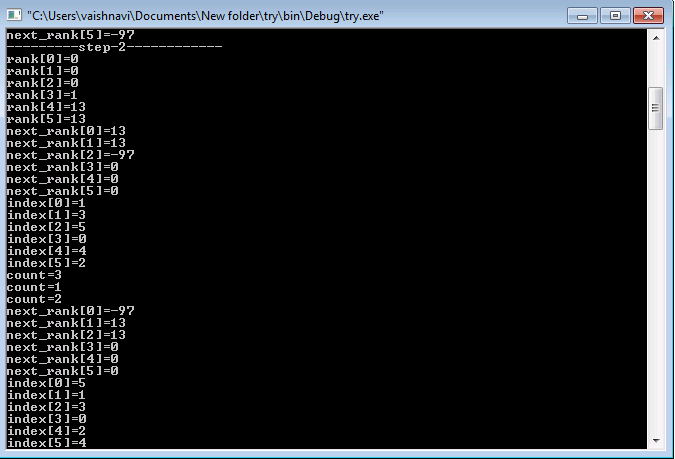 "C:\Users\vaishnavi\Documents\New folder\try\bin\Debug\try.exe"
next_rank[5]=-97
---------step-2------------
rank[0]=0
rank[1]=0
rank[2]=0
rank[3]=1
rank[4]=13
rank[5]=13
next_rank[0]=13
next_rank[1]=13
next_rank[2]=-97
next_rank[3]=0
next_rank[4]=0
next_rank[5]=0
index[0]=1
index[1]=3
index[2]=5
index[3]=0
index[4]=4
index[5]=2
count=3
count=1
count=2
next_rank[0]=-97
next_rank[1]=13
next_rank[2]=13
next_rank[3]=0
next_rank[4]=0
next_rank[5]=0
index[0]=5
index[1]=1
index[2]=3
index[3]=0
index[4]=2
index[5]=4